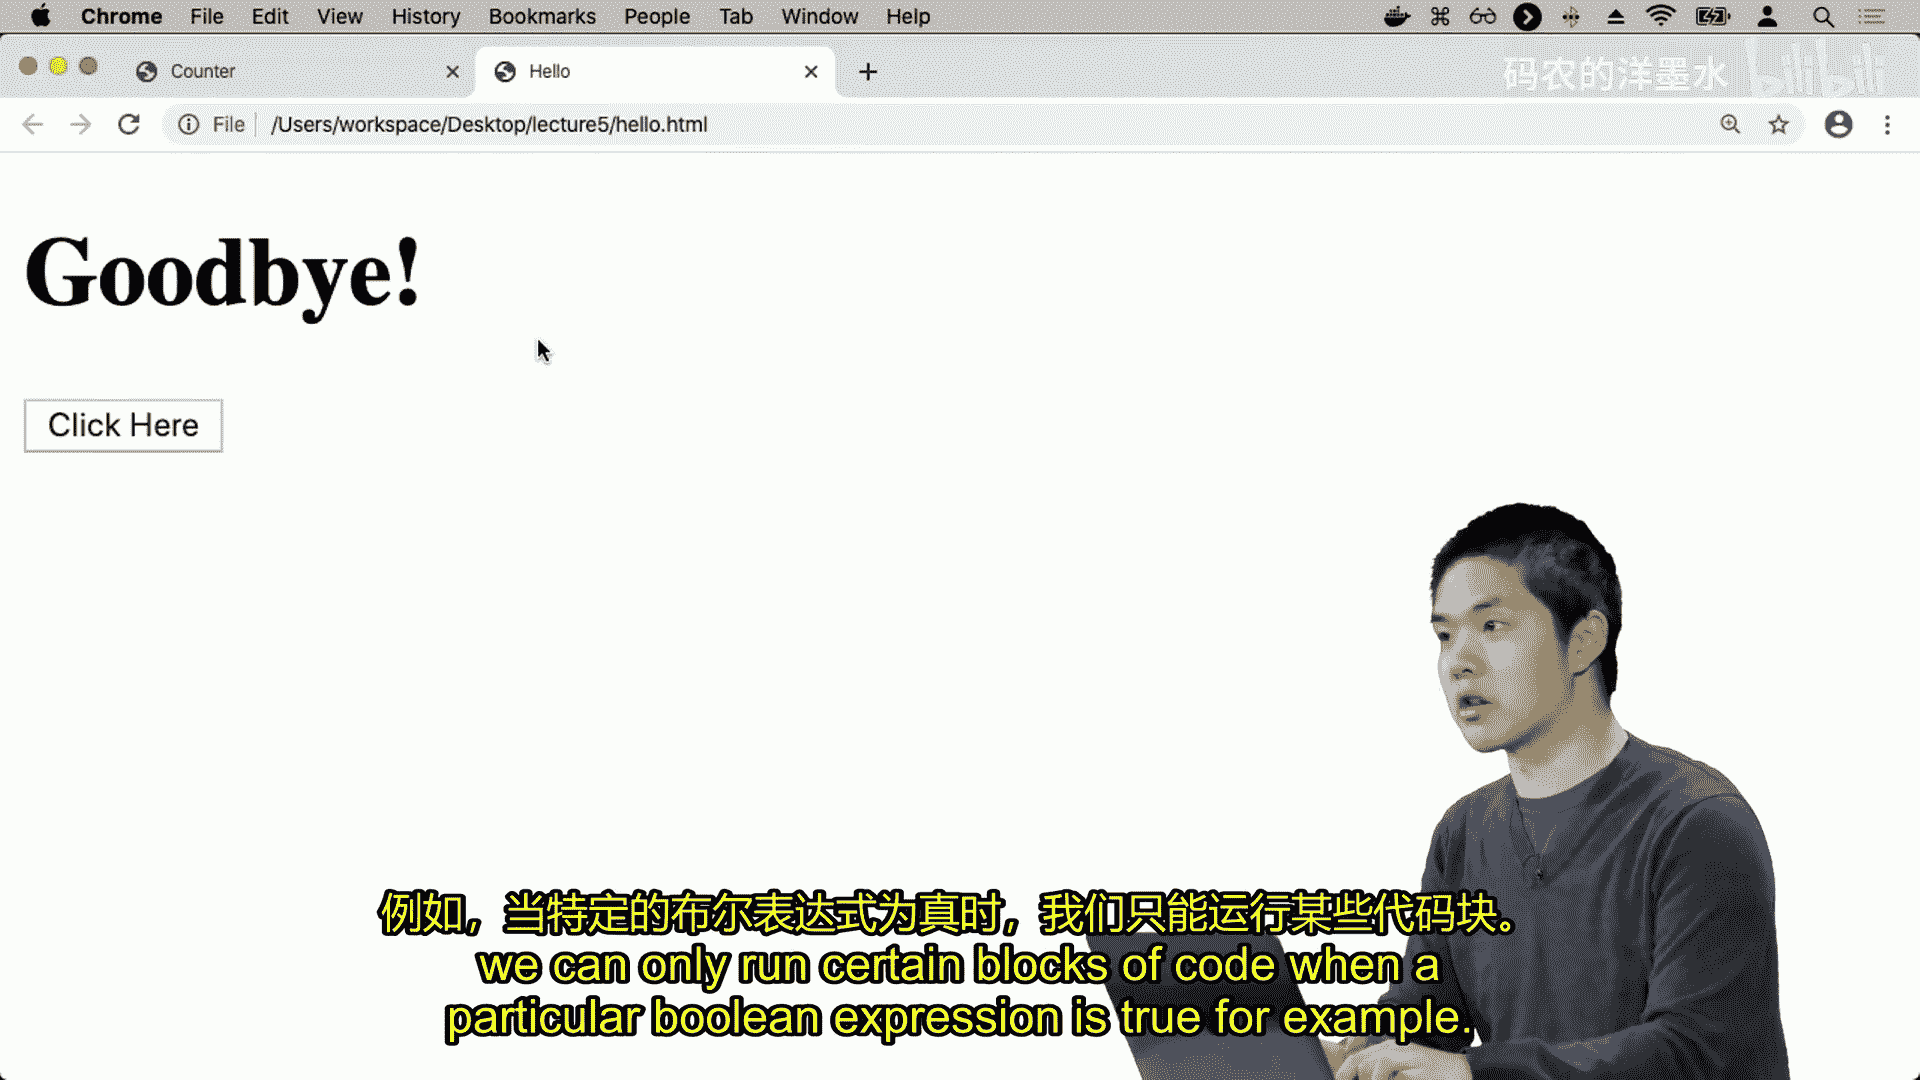 Chrome File Edit View History Bookmarks People Tab Window Help
Counter
Hello
码农的洋墨水 bilibili
File /Users/workspace/Desktop/lecture5/hello.html
Goodbye!
Click Here
例如，当特定的布尔表达式为真时，我们只能运行某些代码块。
we can only run certain blocks of code when a
particular boolean expression is true for example.